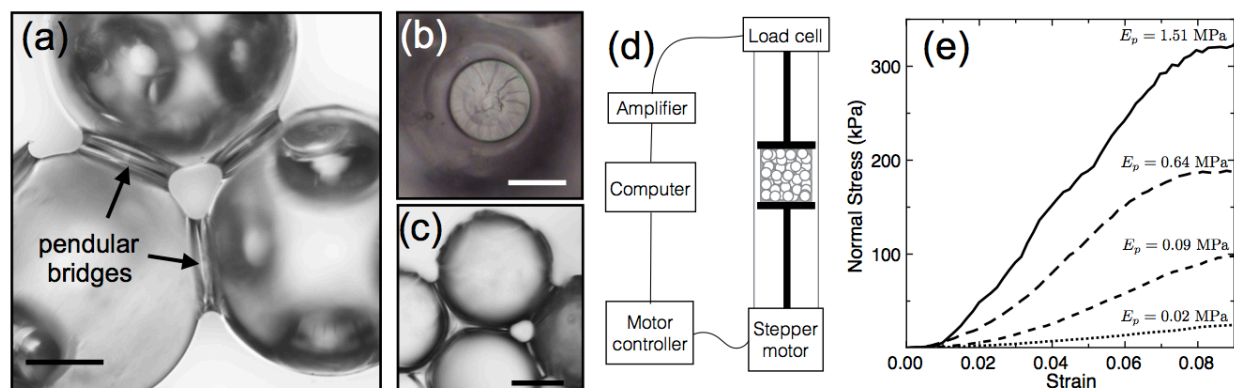 (a)
pendular
bridges
(b)
(c)
(d)
Load cell
Amplifier
Computer
Motor
controller
Stepper
motor
(e)
Normal Stress (kPa)
300
200
100
0.00
0.02
0.04
0.06
0.08
Strain
E_p = 1.51 MPa
E_p = 0.64 MPa
E_p = 0.09 MPa
E_p = 0.02 MPa